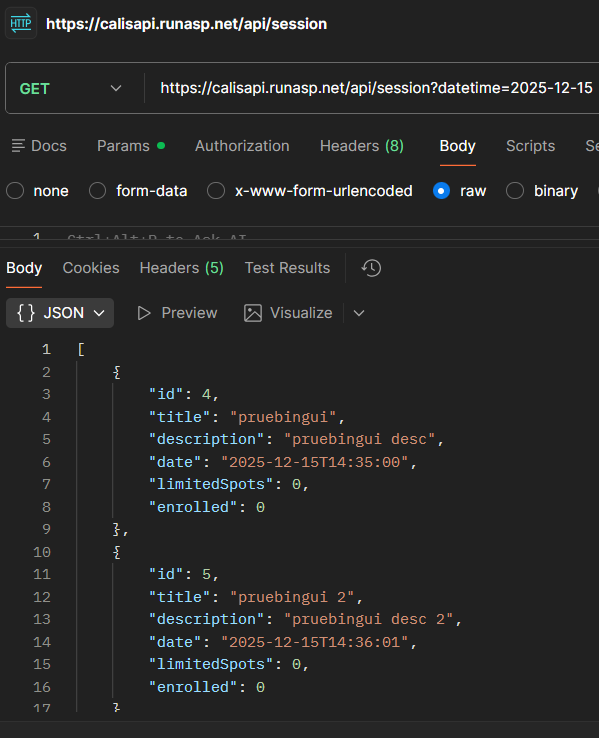 HTTP https://calisapi.runasp.net/api/session
GET https://calisapi.runasp.net/api/session?datetime=2025-12-15
Docs Params Authorization Headers (8) Body Scripts Se
none form-data x-www-form-urlencoded raw binary
1 Ctrl+Alt+P to Ask AI
Body Cookies Headers (5) Test Results
{} JSON Preview Visualize
1 [
2 {
3 "id": 4,
4 "title": "pruebingui",
5 "description": "pruebingui desc",
6 "date": "2025-12-15T14:35:00",
7 "limitedSpots": 0,
8 "enrolled": 0
9 },
10 {
11 "id": 5,
12 "title": "pruebingui 2",
13 "description": "pruebingui desc 2",
14 "date": "2025-12-15T14:36:01",
15 "limitedSpots": 0,
16 "enrolled": 0
17 }